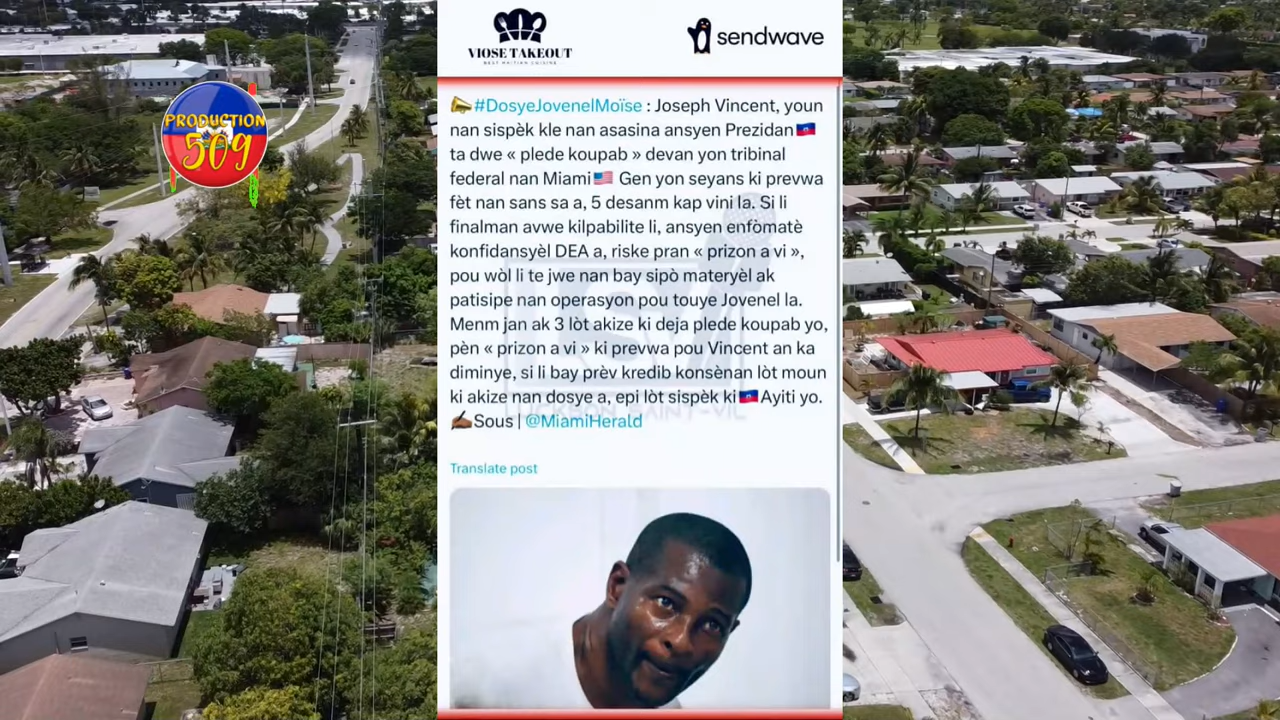 VIOSE TAKEOUT
BEST HAITIAN CUISINE
sendwave
PRODUCTION
509
#DosyeJovenelMoïse : Joseph Vincent, youn
nan sispèk kle nan asasina ansyen Prezidan
ta dwe « plede koupab » devan yon tribinal
federal nan Miami Gen yon seyans ki prevwa
fèt nan sans sa a, 5 desanm kap vini la. Si li
finalman avwe kilpabilite li, ansyen enfòmatè
konfidansyèl DEA a, riske pran « prizon a vi »,
pou wòl li te jwe nan bay sipò materyèl ak
patisipe nan operasyon pou touye Jovenel la.
Menm jan ak 3 lòt akize ki deja plede koupab yo,
pèn « prizon a vi » ki prevwa pou Vincent an ka
diminye, si li bay prèv kredib konsènan lòt moun
ki akize nan dosye a, epi lòt sispèk ki Ayiti yo.
Sous | @MiamiHerald
Translate post